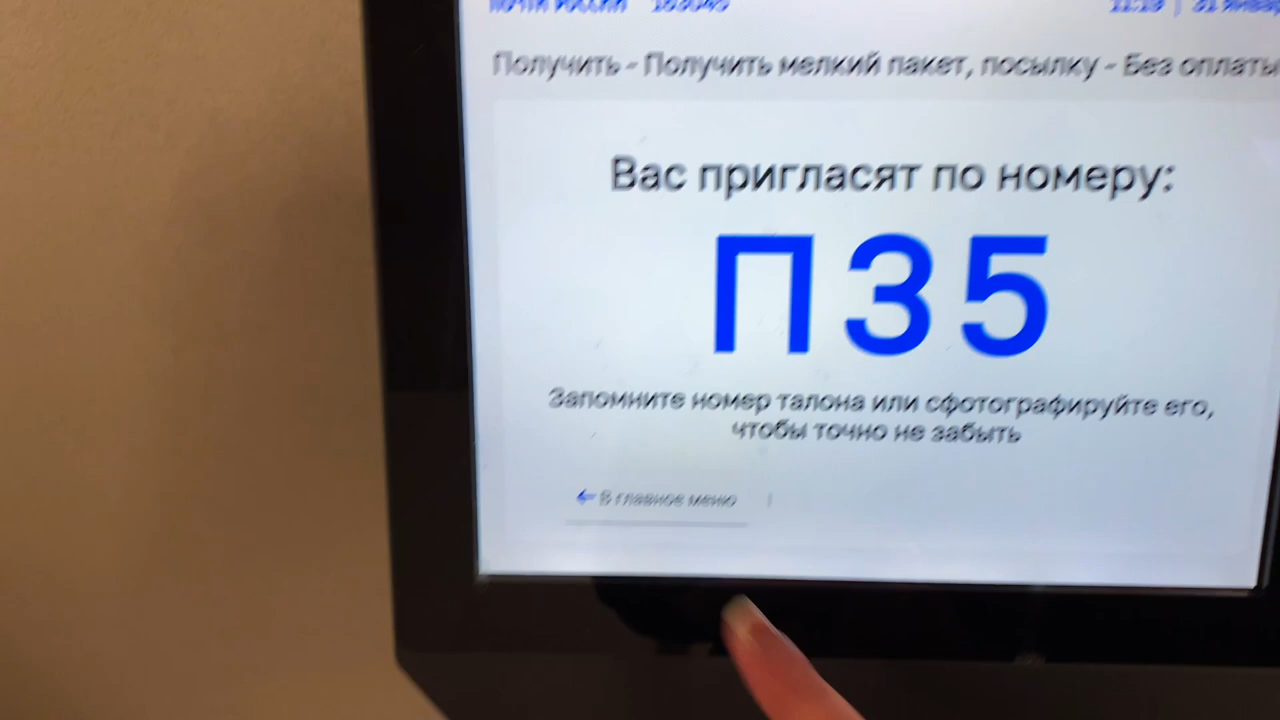 Получить - Получить мелкий пакет, посылку - Без оплаты
Вас пригласят по номеру:
П35
Запомните номер талона или сфотографируйте его,
чтобы точно не забыть
← В главное меню